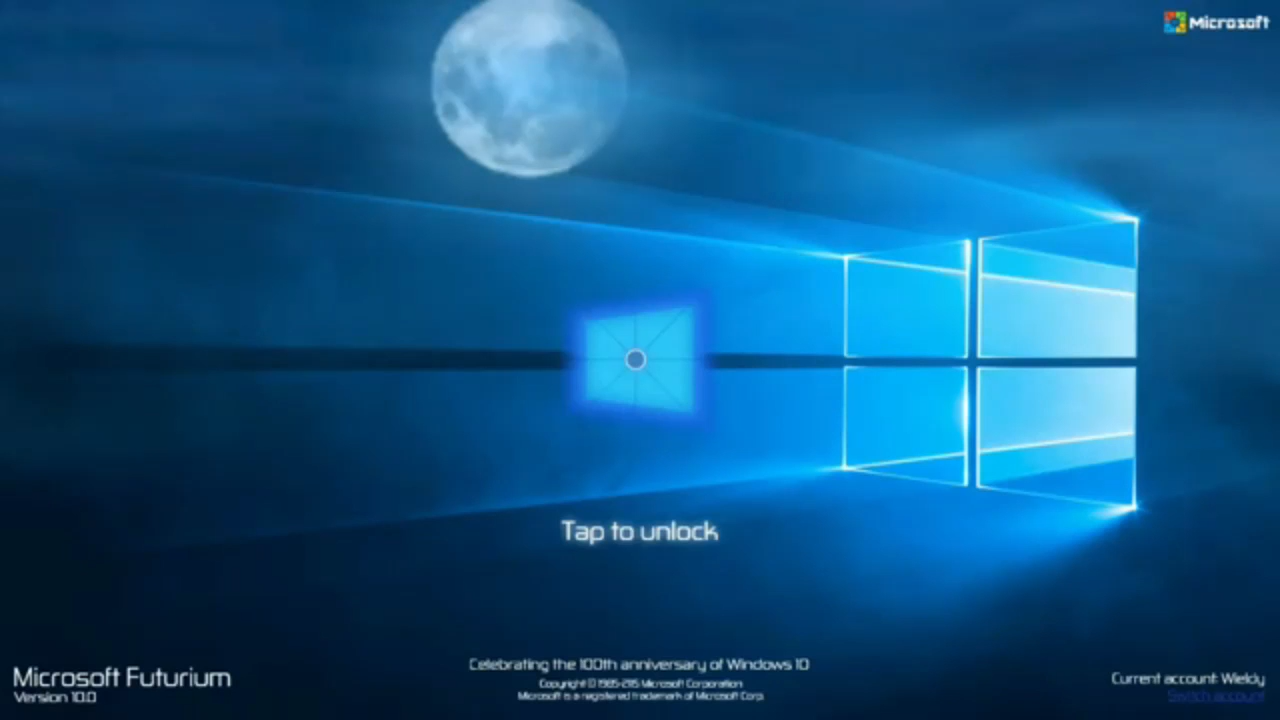 Microsoft
Tap to unlock
Microsoft Futurium
Version 10.0
Celebrating the 100th anniversary of Windows 10
Copyright © 1985-2115 Microsoft Corporation
Microsoft is a registered trademark of Microsoft Corp.
Current account: Wieldy
Switch account